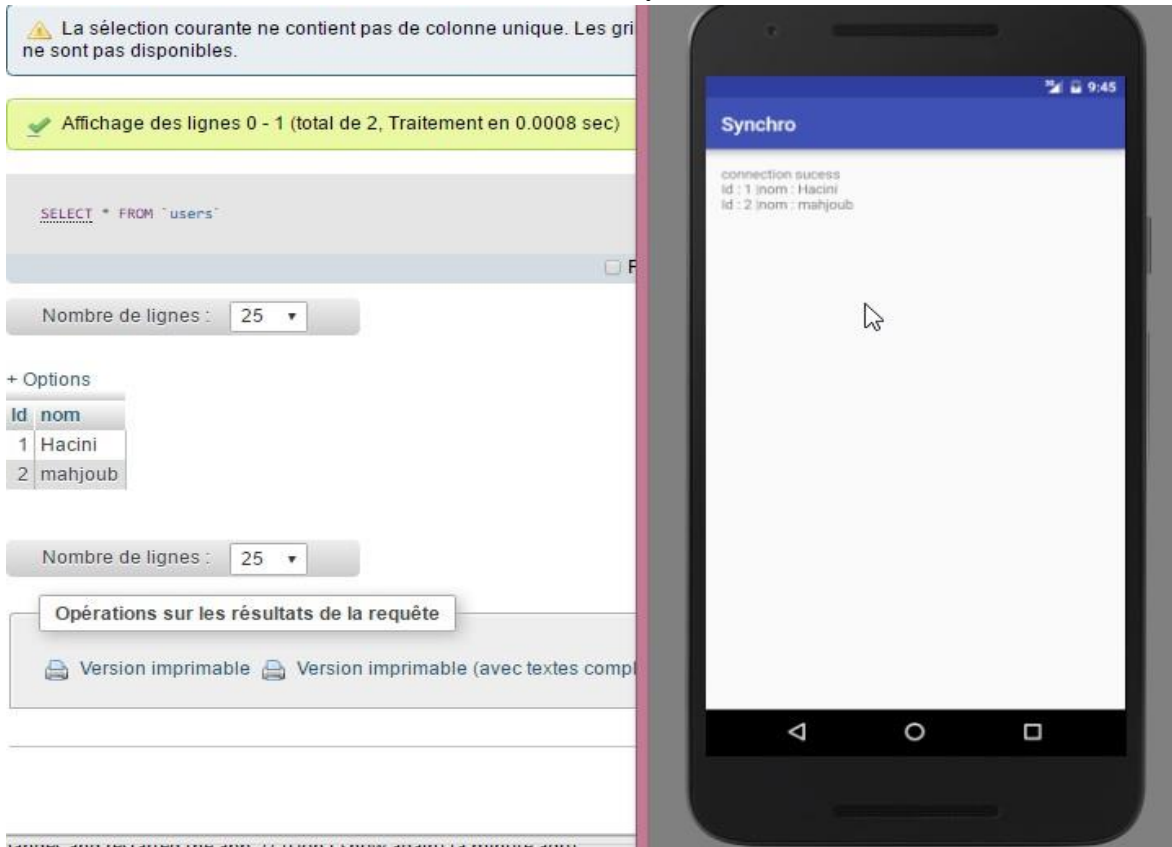 La sélection courante ne contient pas de colonne unique. Les gri
ne sont pas disponibles.
Affichage des lignes 0 - 1 (total de 2, Traitement en 0.0008 sec)
SELECT * FROM `users`
F
Nombre de lignes : 25
+ Options
Id nom
1 Hacini
2 mahjoub
Nombre de lignes : 25
Opérations sur les résultats de la requête
Version imprimable Version imprimable (avec textes compl
9:45
Synchro
connection sucess
Id : 1 |nom : Hacini
Id : 2 |nom : mahjoub